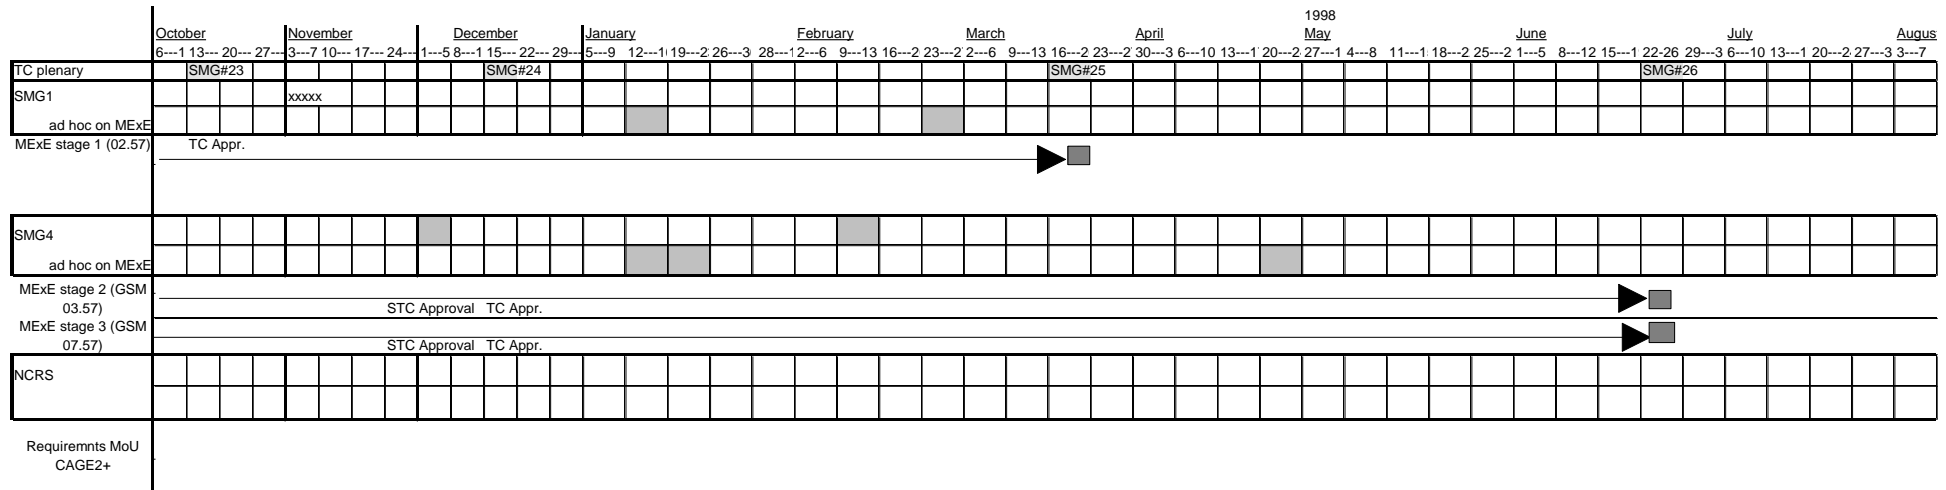 1998
October November December January February March April May June July Augus
6---1 13--- 20--- 27--- 3---7 10--- 17--- 24--- 1---5 8---1 15--- 22--- 29--- 5---9 12---1 19---2 26---3 28---1 2---6 9---13 16---2 23---2 2---6 9---13 16---2 23---2 30---3 6---10 13---1 20---2 27---1 4---8 11---1 18---2 25---2 1---5 8---12 15---1 22-26 29---3 6---10 13---1 20---2 27---3 3---7
TC plenary SMG#23 SMG#24 SMG#25 SMG#26
SMG1 xxxxx
ad hoc on MExE
MExE stage 1 (02.57) TC Appr.
SMG4
ad hoc on MExE
MExE stage 2 (GSM
03.57) STC Approval TC Appr.
MExE stage 3 (GSM
07.57) STC Approval TC Appr.
NCRS
Requiremnts MoU
CAGE2+